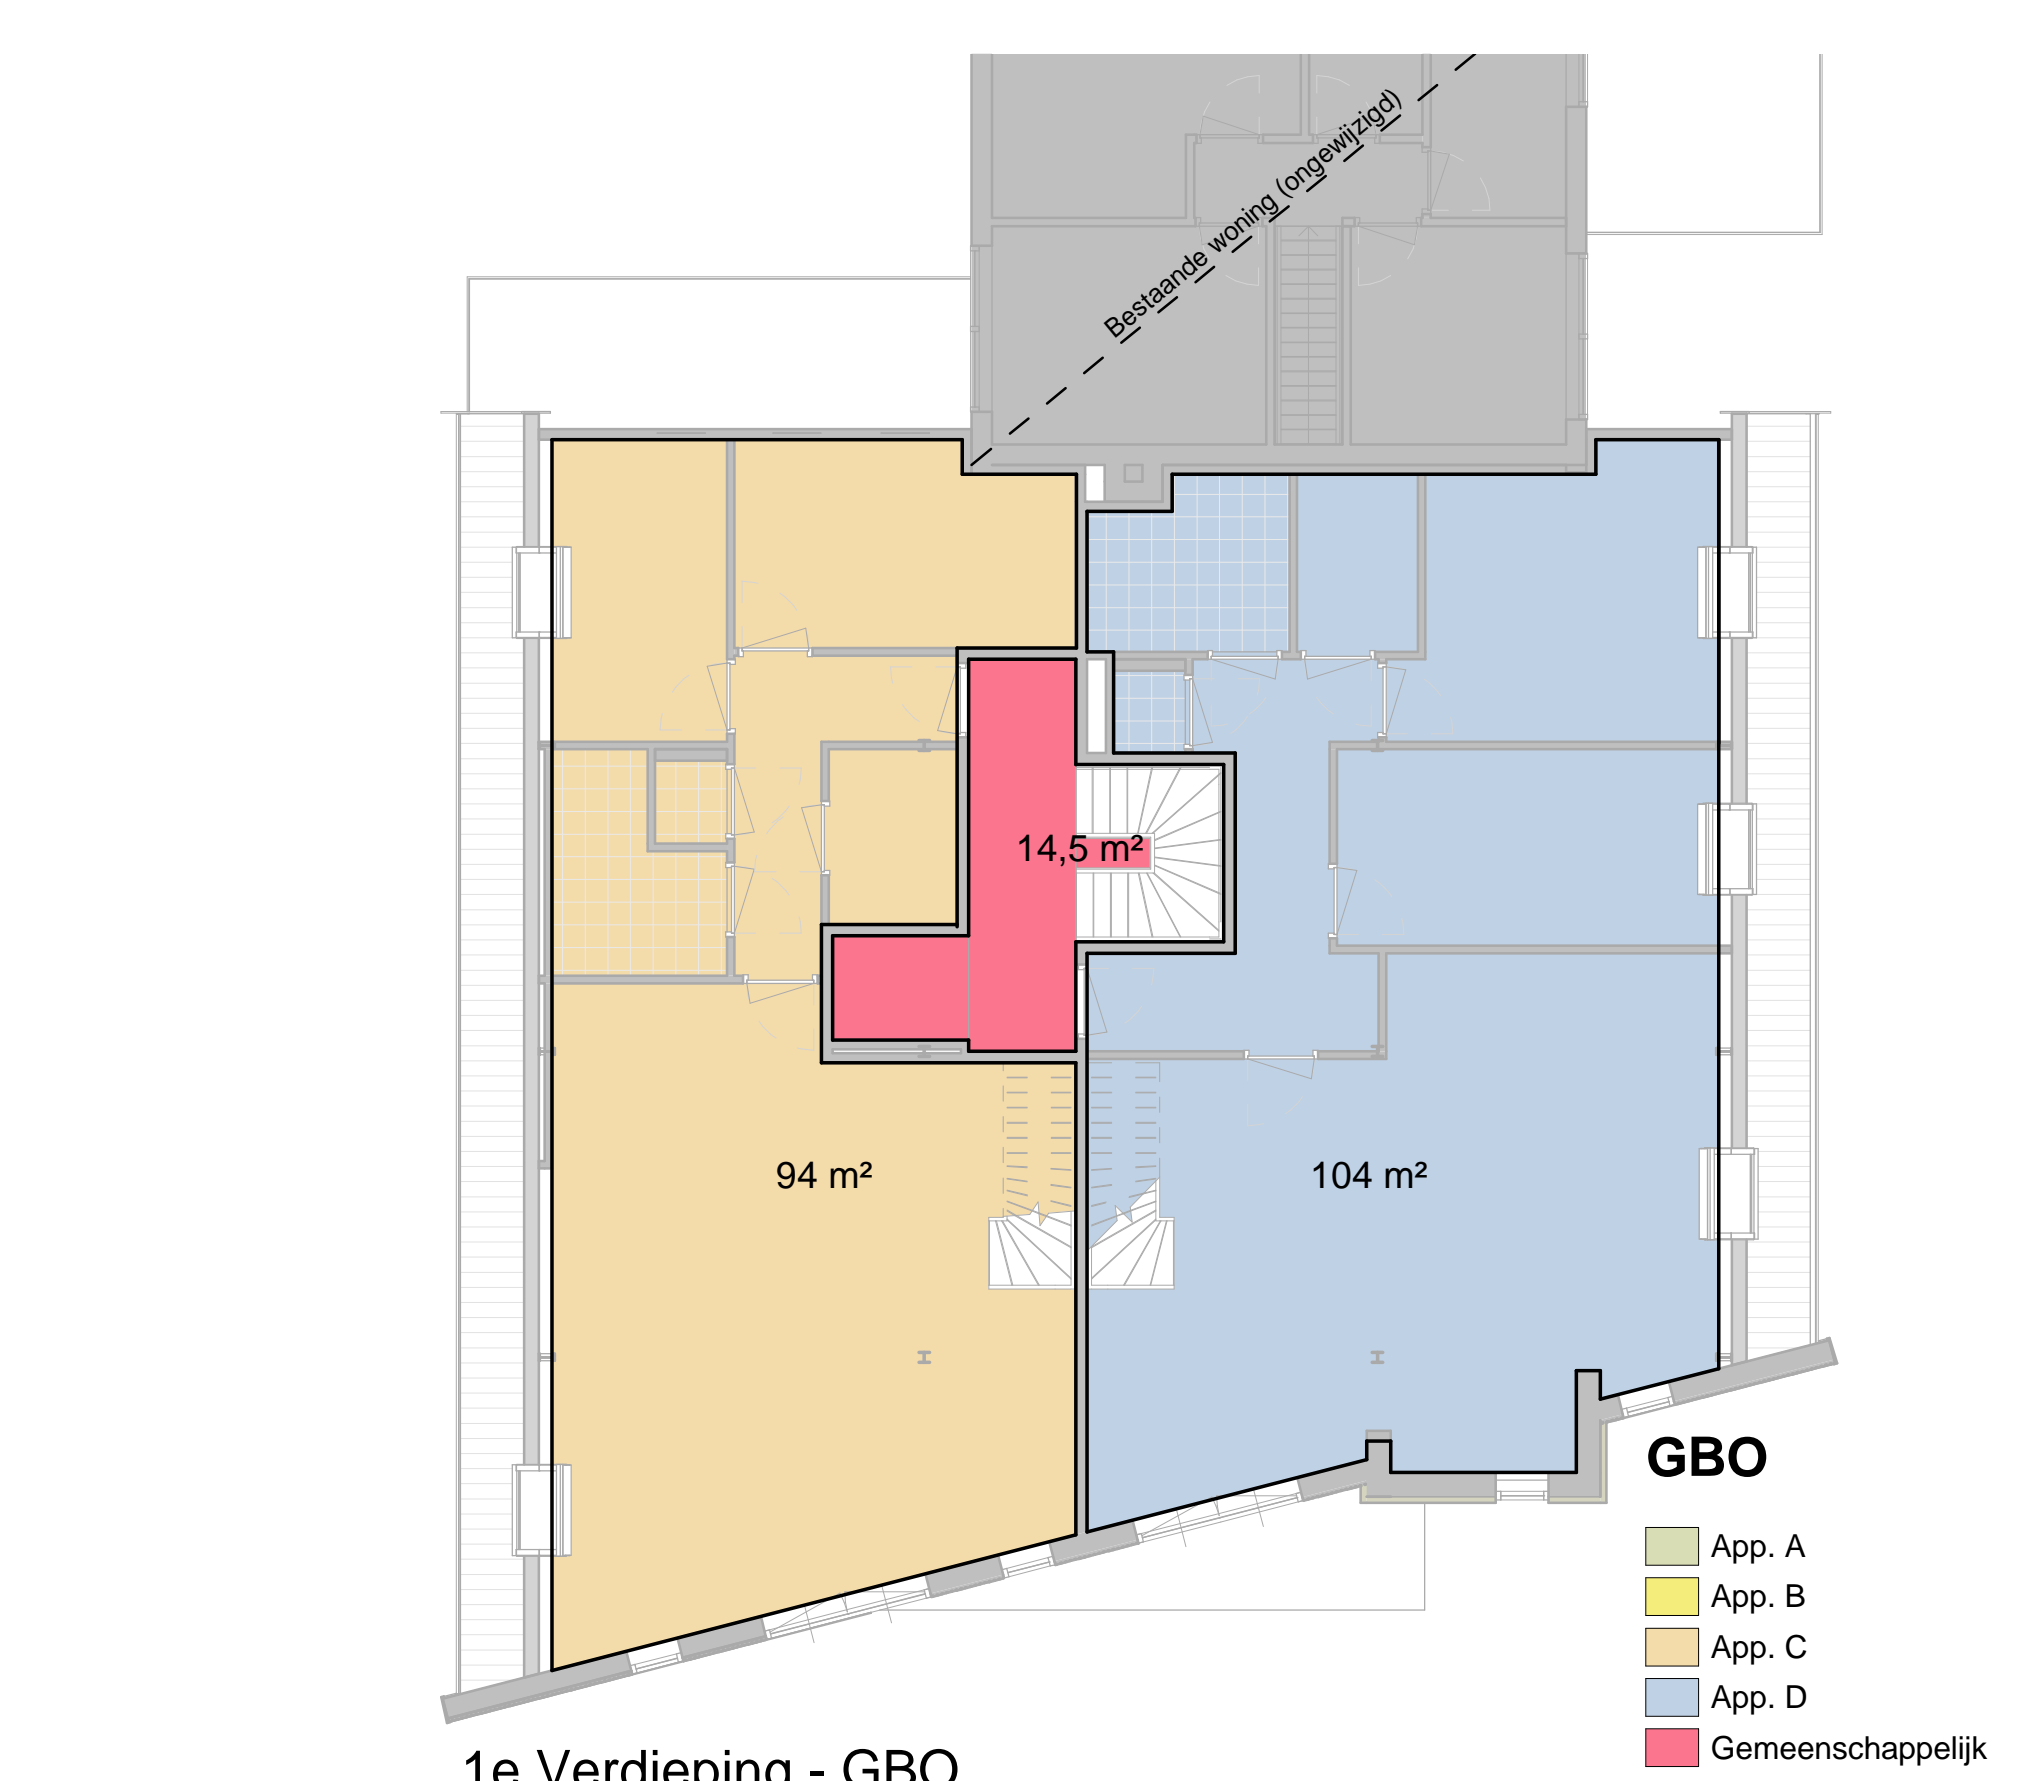 Bestaande woning (ongewijzigd)
14,5 m²
94 m²
104 m²
GBO
App. A
App. B
App. C
App. D
Gemeenschappelijk
1e Verdieping - GBO